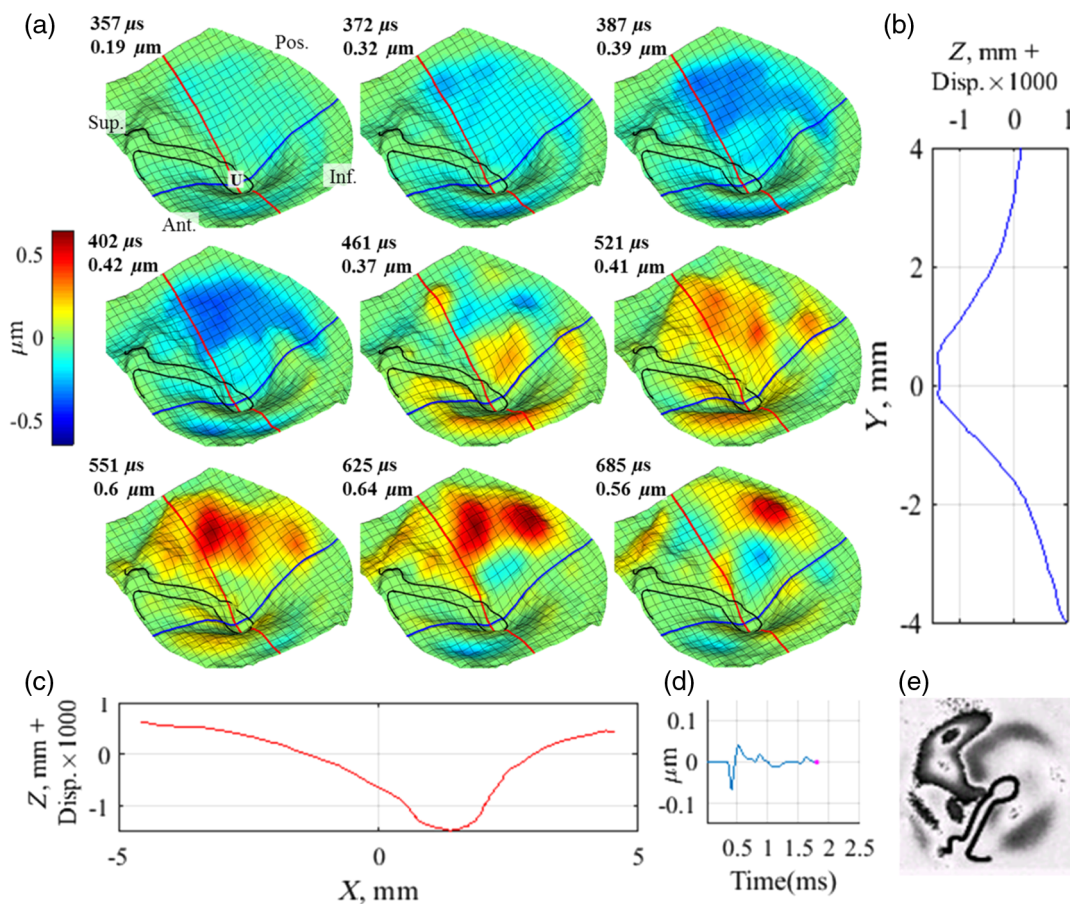 (a)
357 μs
0.19 μm
Pos.
Sup.
U
Inf.
Ant.
372 μs
0.32 μm
387 μs
0.39 μm
402 μs
0.42 μm
461 μs
0.37 μm
521 μs
0.41 μm
551 μs
0.6 μm
625 μs
0.64 μm
685 μs
0.56 μm
μm
0.5
0
-0.5
(b)
Z, mm +
Disp.×1000
-1 0 1
Y, mm
4
2
0
-2
-4
(c)
Z, mm +
Disp.×1000
1
0
-1
-5 0 5
X, mm
(d)
μm
0.1
0
-0.1
0.5 1 1.5 2 2.5
Time(ms)
(e)